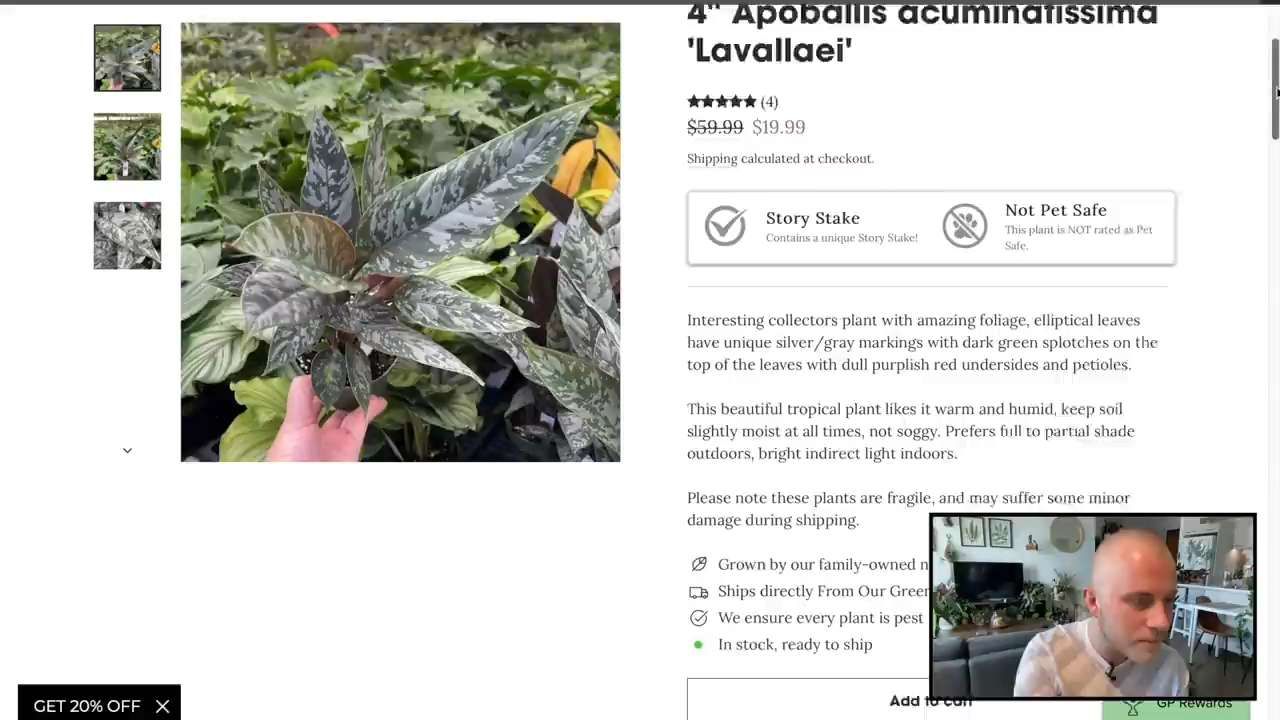 4" Apoballis acuminatissima
'Lavallaei'
★★★★★ (4)
$59.99 $19.99
Shipping calculated at checkout.
Story Stake
Contains a unique Story Stake!
Not Pet Safe
This plant is NOT rated as Pet
Safe.
Interesting collectors plant with amazing foliage, elliptical leaves
have unique silver/gray markings with dark green splotches on the
top of the leaves with dull purplish red undersides and petioles.
This beautiful tropical plant likes it warm and humid, keep soil
slightly moist at all times, not soggy. Prefers full to partial shade
outdoors, bright indirect light indoors.
Please note these plants are fragile, and may suffer some minor
damage during shipping.
Grown by our family-owned n
Ships directly From Our Green
We ensure every plant is pest
In stock, ready to ship
Add to cart
GET 20% OFF
GP Rewards